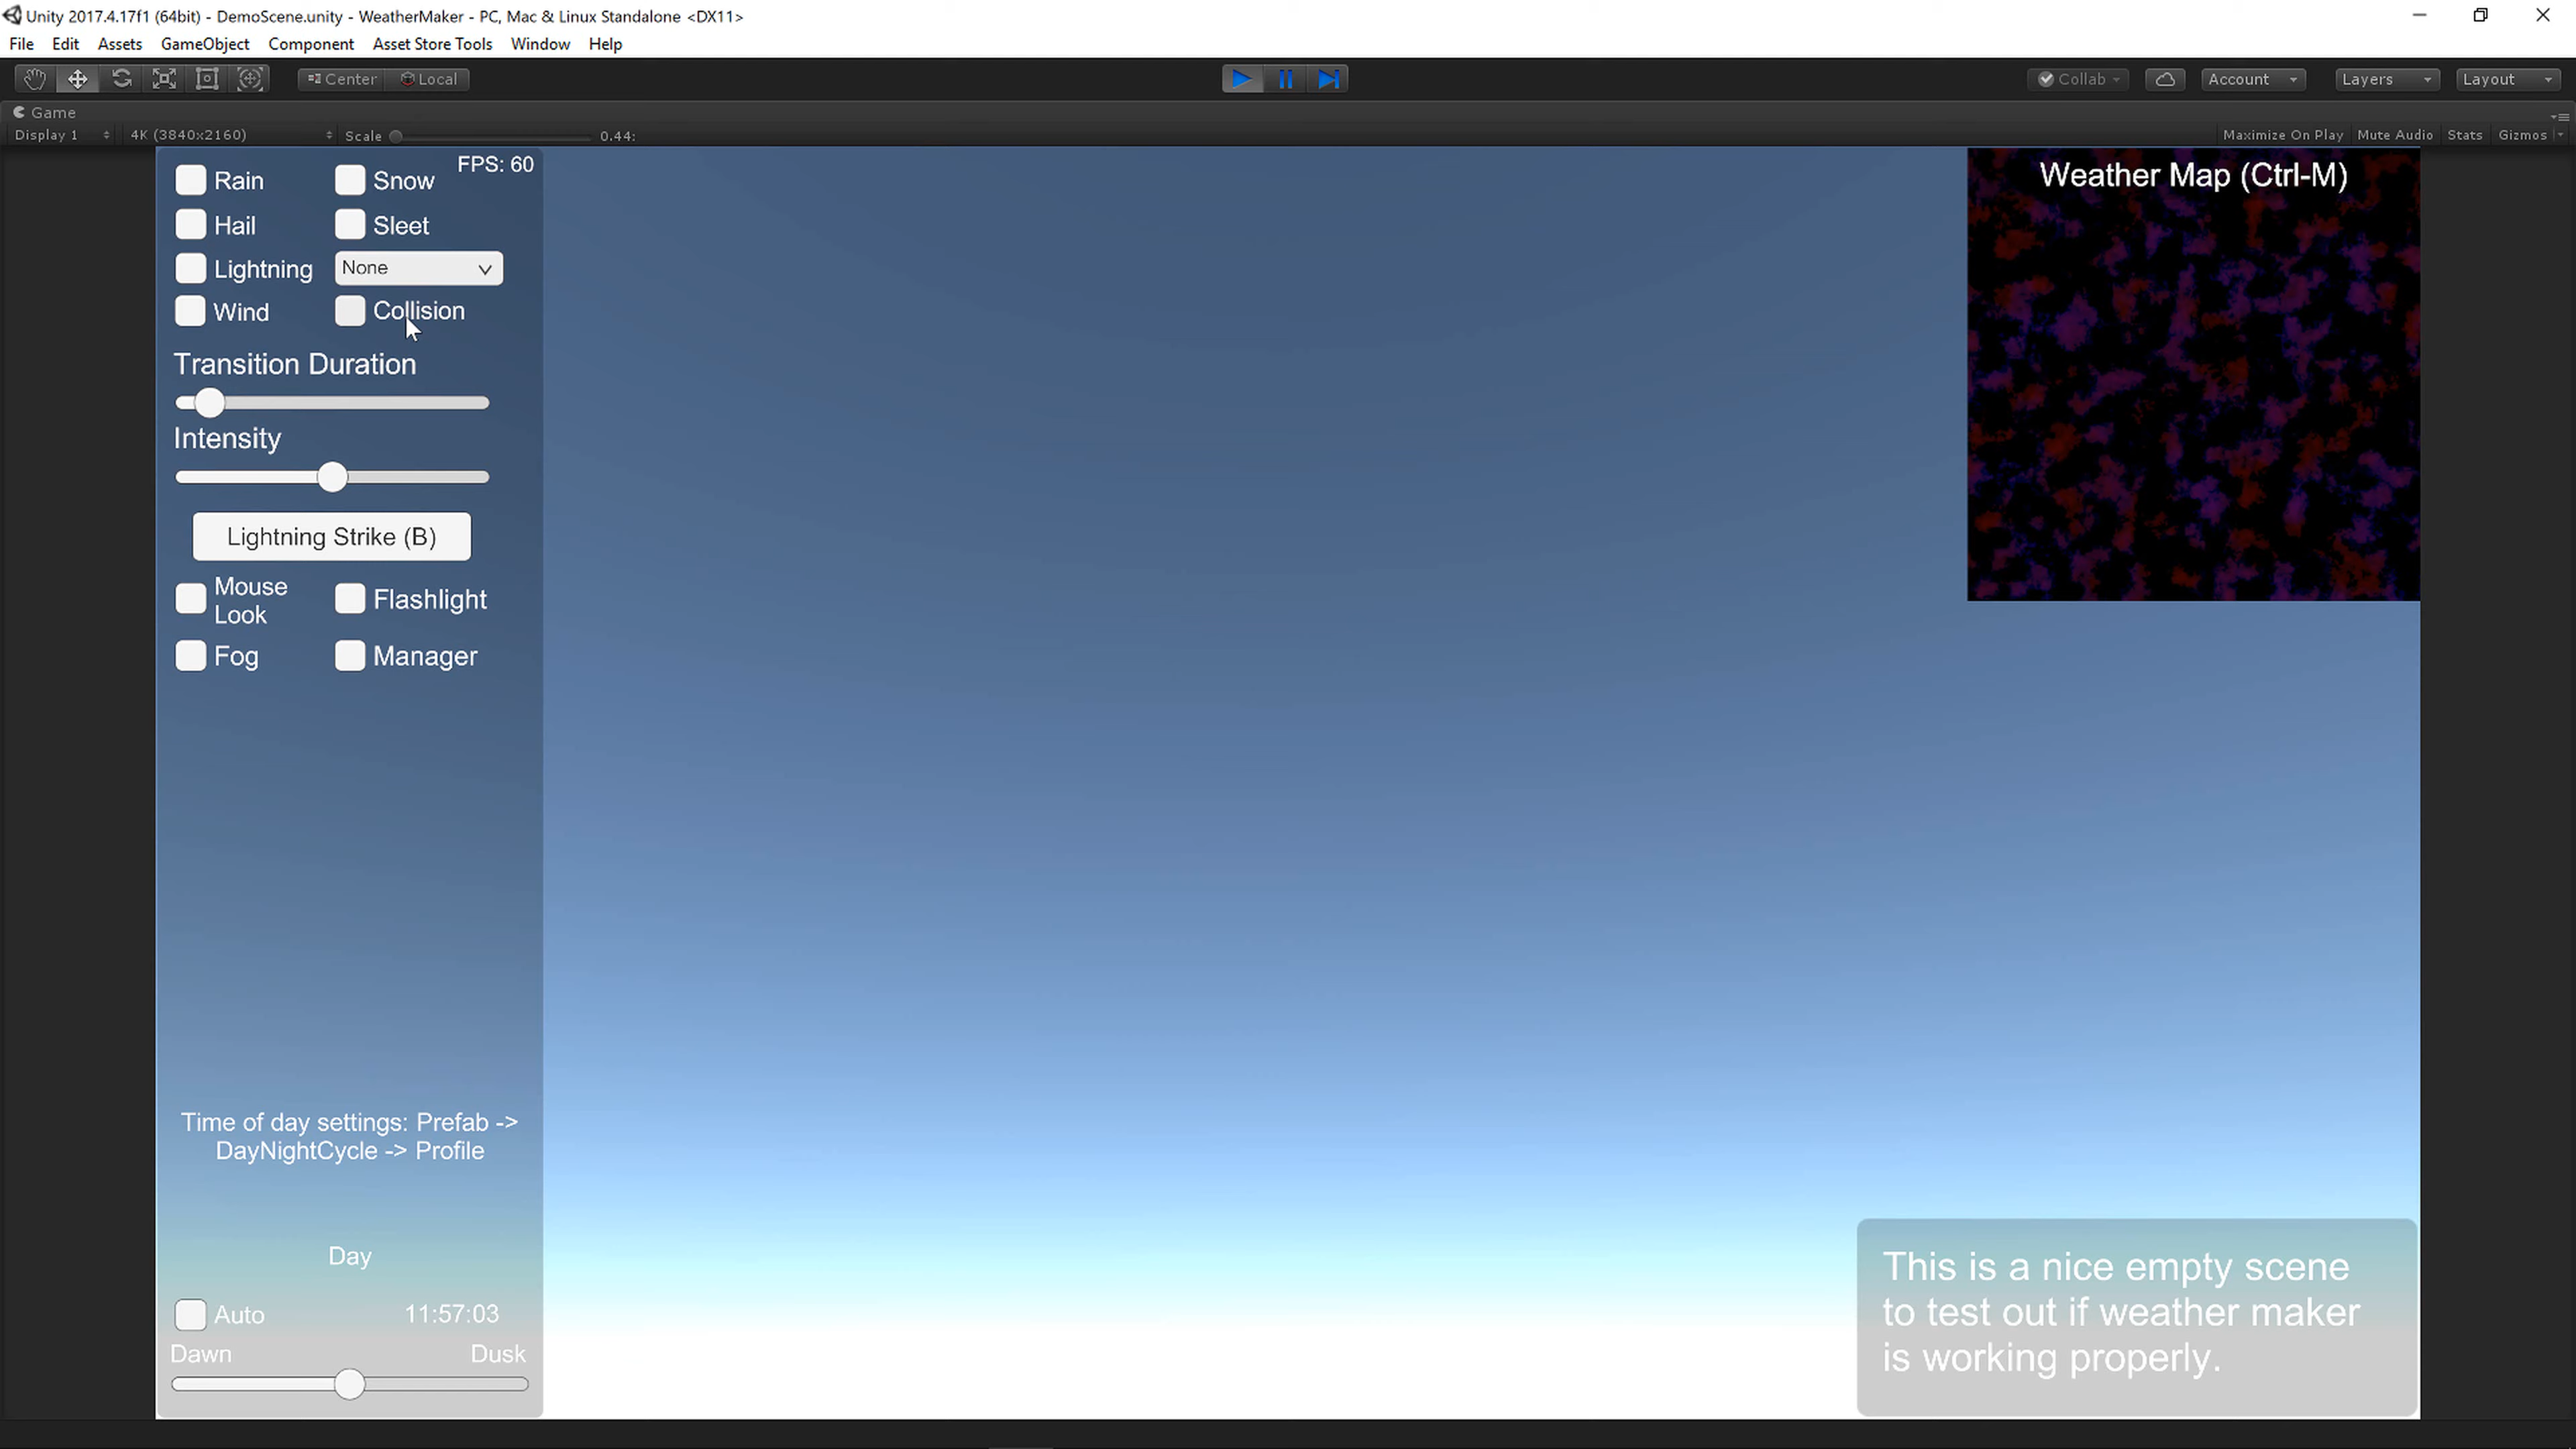 Unity 2017.4.17f1 (64bit) - DemoScene.unity - WeatherMaker - PC, Mac & Linux Standalone <DX11>
File Edit Assets GameObject Component Asset Store Tools Window Help
Center Local Collab Account Layers Layout
Game
Display 1 4K (3840x2160) Scale 0.44: Maximize On Play Mute Audio Stats Gizmos
FPS: 60
Rain Snow
Hail Sleet
Lightning None
Wind Collision
Transition Duration
Intensity
Lightning Strike (B)
Mouse
Look
Flashlight
Fog Manager
Time of day settings: Prefab ->
DayNightCycle -> Profile
Day
Auto 11:57:03
Dawn Dusk
Weather Map (Ctrl-M)
This is a nice empty scene
to test out if weather maker
is working properly.